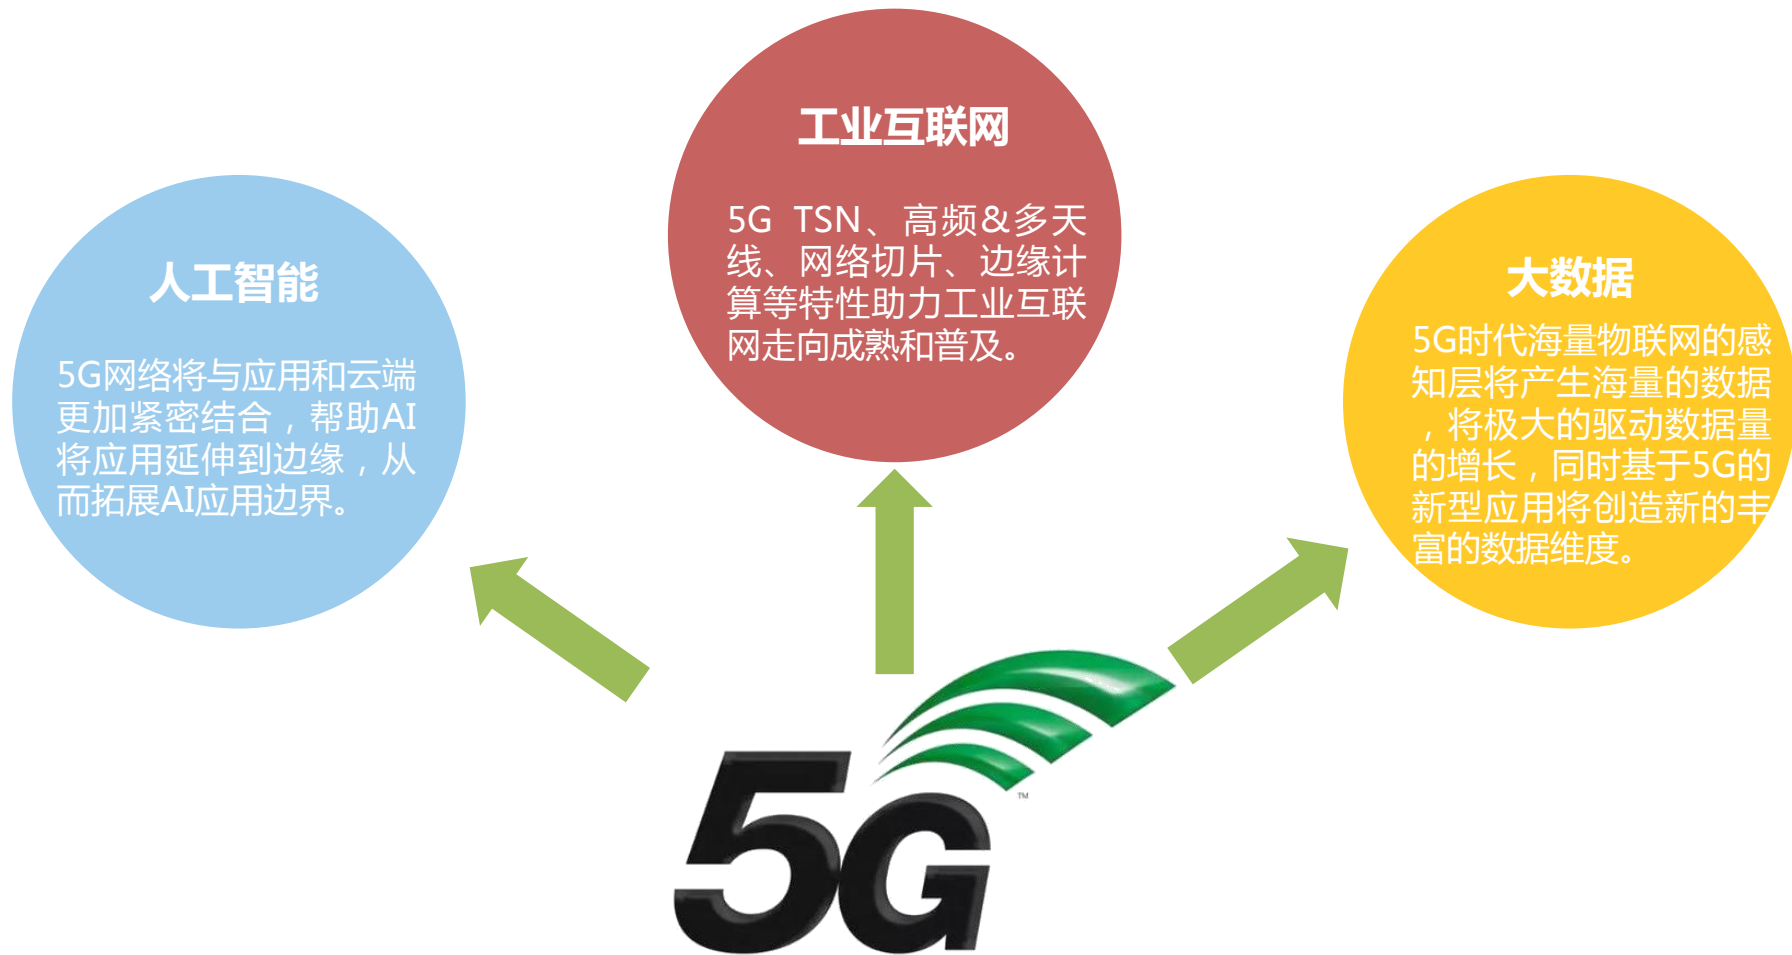 工业互联网
5G TSN、高频&多天
线、网络切片、边缘计
算等特性助力工业互联
网走向成熟和普及。
人工智能
5G网络将与应用和云端
更加紧密结合，帮助AI
将应用延伸到边缘，从
而拓展AI应用边界。
大数据
5G时代海量物联网的感
知层将产生海量的数据
，将极大的驱动数据量
的增长，同时基于5G的
新型应用将创造新的丰
富的数据维度。
5G
TM